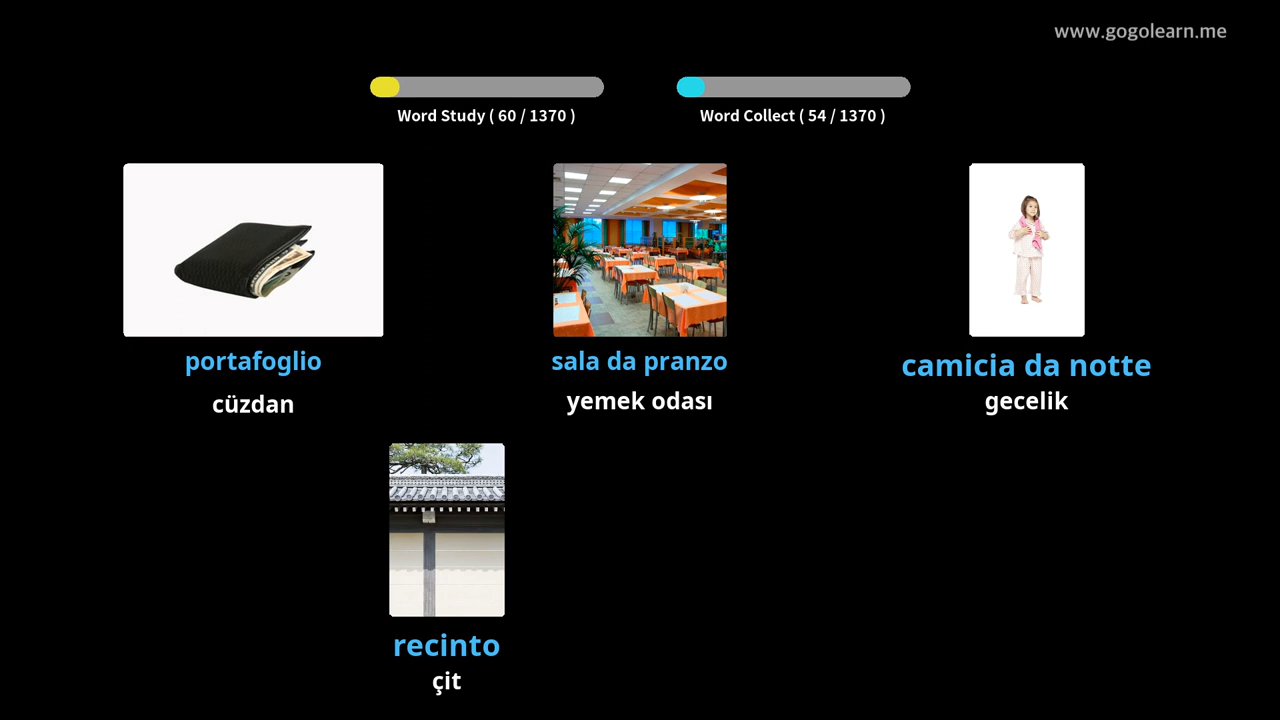 www.gogolearn.me
Word Study ( 60 / 1370 )
Word Collect ( 54 / 1370 )
portafoglio
cüzdan
sala da pranzo
yemek odası
camicia da notte
gecelik
recinto
çit